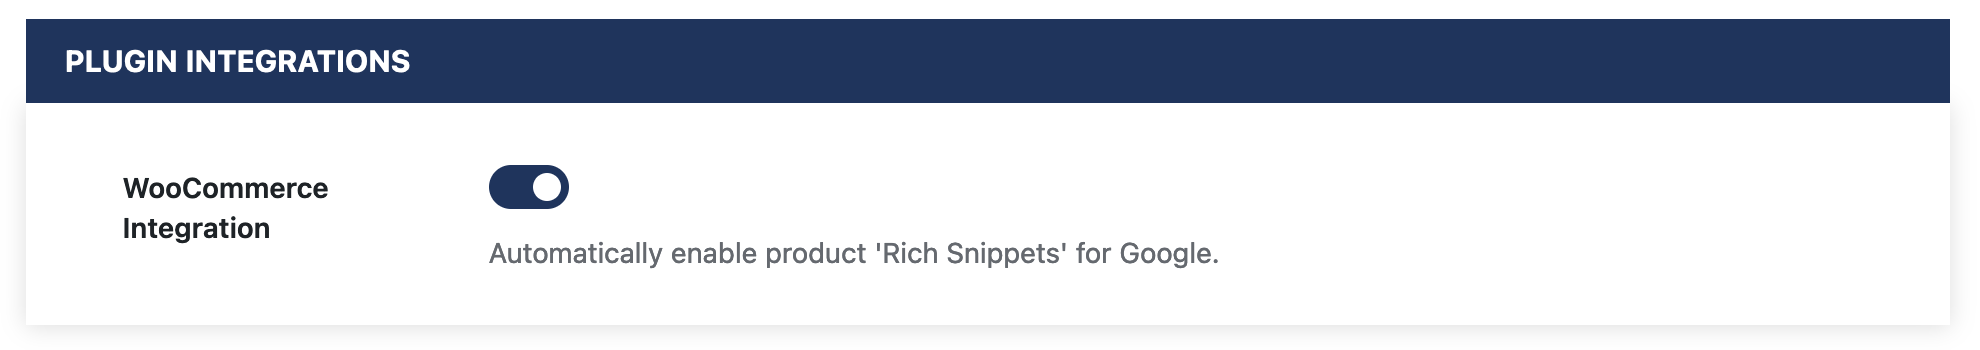 PLUGIN INTEGRATIONS
WooCommerce
Integration
Automatically enable product 'Rich Snippets' for Google.